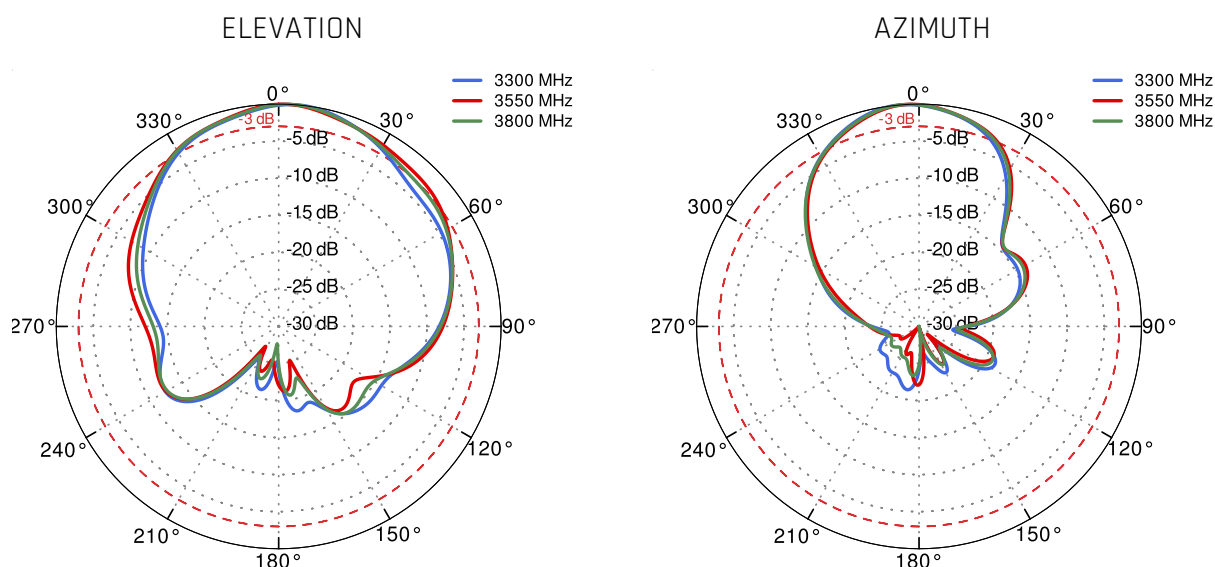 ELEVATION
3300 MHz
3550 MHz
3800 MHz
0°
330°
-3 dB
30°
-5 dB
-10 dB
300°
60°
-15 dB
-20 dB
-25 dB
270°
-30 dB
90°
240°
120°
210°
150°
180°
AZIMUTH
3300 MHz
3550 MHz
3800 MHz
0°
330°
-3 dB
30°
-5 dB
-10 dB
300°
60°
-15 dB
-20 dB
-25 dB
270°
-30 dB
90°
240°
120°
210°
150°
180°